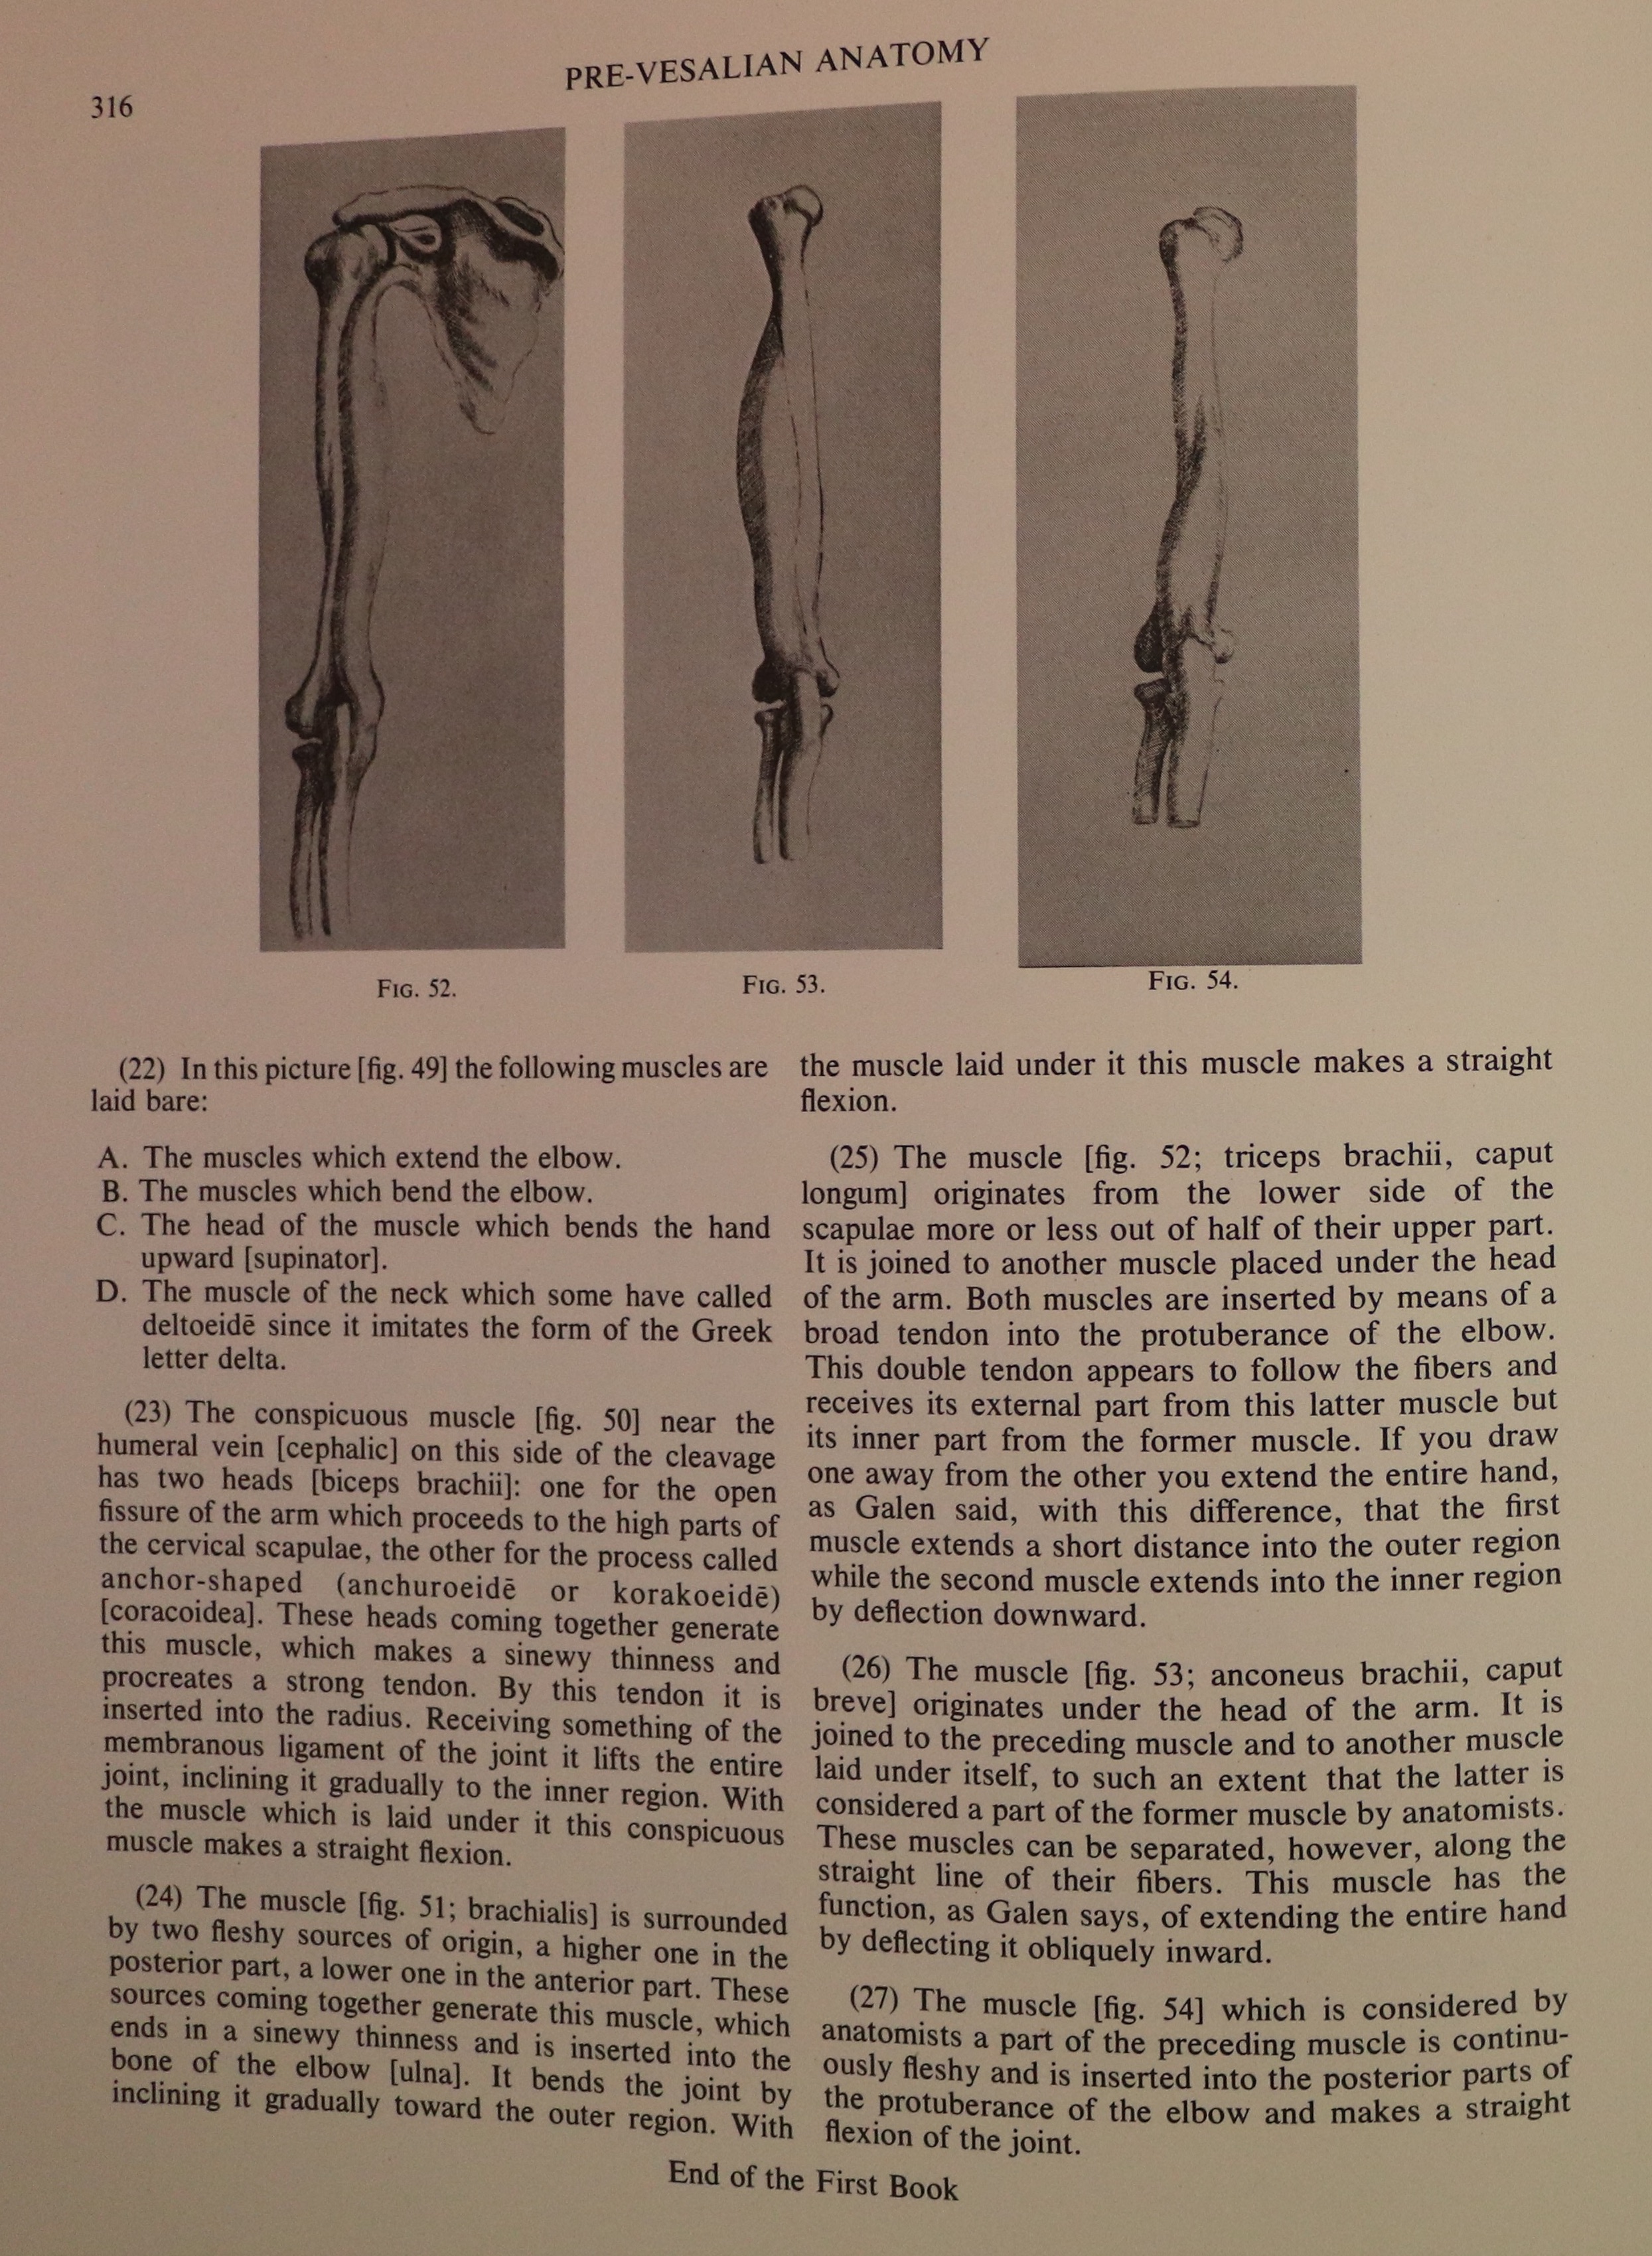 PRE-VESALIAN ANATOMY
316
FIG. 52.
FIG. 53.
FIG. 54.
(22) In this picture [fig. 49] the following muscles are
laid bare:
A. The muscles which extend the elbow.
B. The muscles which bend the elbow.
C. The head of the muscle which bends the hand
upward [supinator].
D. The muscle of the neck which some have called
deltoeidē since it imitates the form of the Greek
letter delta.
(23) The conspicuous muscle [fig. 50] near the
humeral vein [cephalic] on this side of the cleavage
has two heads [biceps brachii]: one for the open
fissure of the arm which proceeds to the high parts of
the cervical scapulae, the other for the process called
anchor-shaped (anchuroeidē or korakoeidē)
[coracoidea]. These heads coming together generate
this muscle, which makes a sinewy thinness and
procreates a strong tendon. By this tendon it is
inserted into the radius. Receiving something of the
membranous ligament of the joint it lifts the entire
joint, inclining it gradually to the inner region. With
the muscle which is laid under it this conspicuous
muscle makes a straight flexion.
(24) The muscle [fig. 51; brachialis] is surrounded
by two fleshy sources of origin, a higher one in the
posterior part, a lower one in the anterior part. These
sources coming together generate this muscle, which
ends in a sinewy thinness and is inserted into the
bone of the elbow [ulna]. It bends the joint by
inclining it gradually toward the outer region. With
the muscle laid under it this muscle makes a straight
flexion.
(25) The muscle [fig. 52; triceps brachii, caput
longum] originates from the lower side of the
scapulae more or less out of half of their upper part.
It is joined to another muscle placed under the head
of the arm. Both muscles are inserted by means of a
broad tendon into the protuberance of the elbow.
This double tendon appears to follow the fibers and
receives its external part from this latter muscle but
its inner part from the former muscle. If you draw
one away from the other you extend the entire hand,
as Galen said, with this difference, that the first
muscle extends a short distance into the outer region
while the second muscle extends into the inner region
by deflection downward.
(26) The muscle [fig. 53; anconeus brachii, caput
breve] originates under the head of the arm. It is
joined to the preceding muscle and to another muscle
laid under itself, to such an extent that the latter is
considered a part of the former muscle by anatomists.
These muscles can be separated, however, along the
straight line of their fibers. This muscle has the
function, as Galen says, of extending the entire hand
by deflecting it obliquely inward.
(27) The muscle [fig. 54] which is considered by
anatomists a part of the preceding muscle is continu-
ously fleshy and is inserted into the posterior parts of
the protuberance of the elbow and makes a straight
flexion of the joint.
End of the First Book